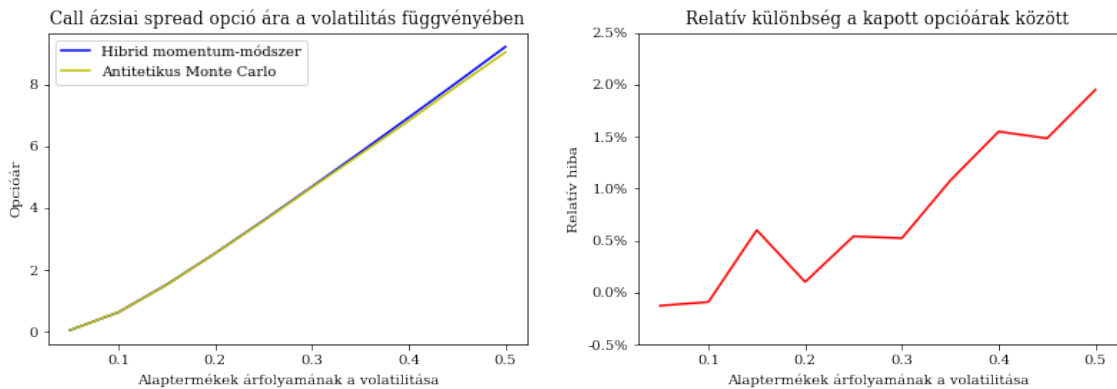 Call ázsiai spread opció ára a volatilitás függvényében
Hibrid momentum-módszer
Antitetikus Monte Carlo
Opcióár
8
6
4
2
0
0.1 0.2 0.3 0.4 0.5
Alaptermékek árfolyamának a volatilitása
Relatív különbség a kapott opcióárak között
Relatív hiba
2.5%
2.0%
1.5%
1.0%
0.5%
0.0%
-0.5%
0.1 0.2 0.3 0.4 0.5
Alaptermékek árfolyamának a volatilitása